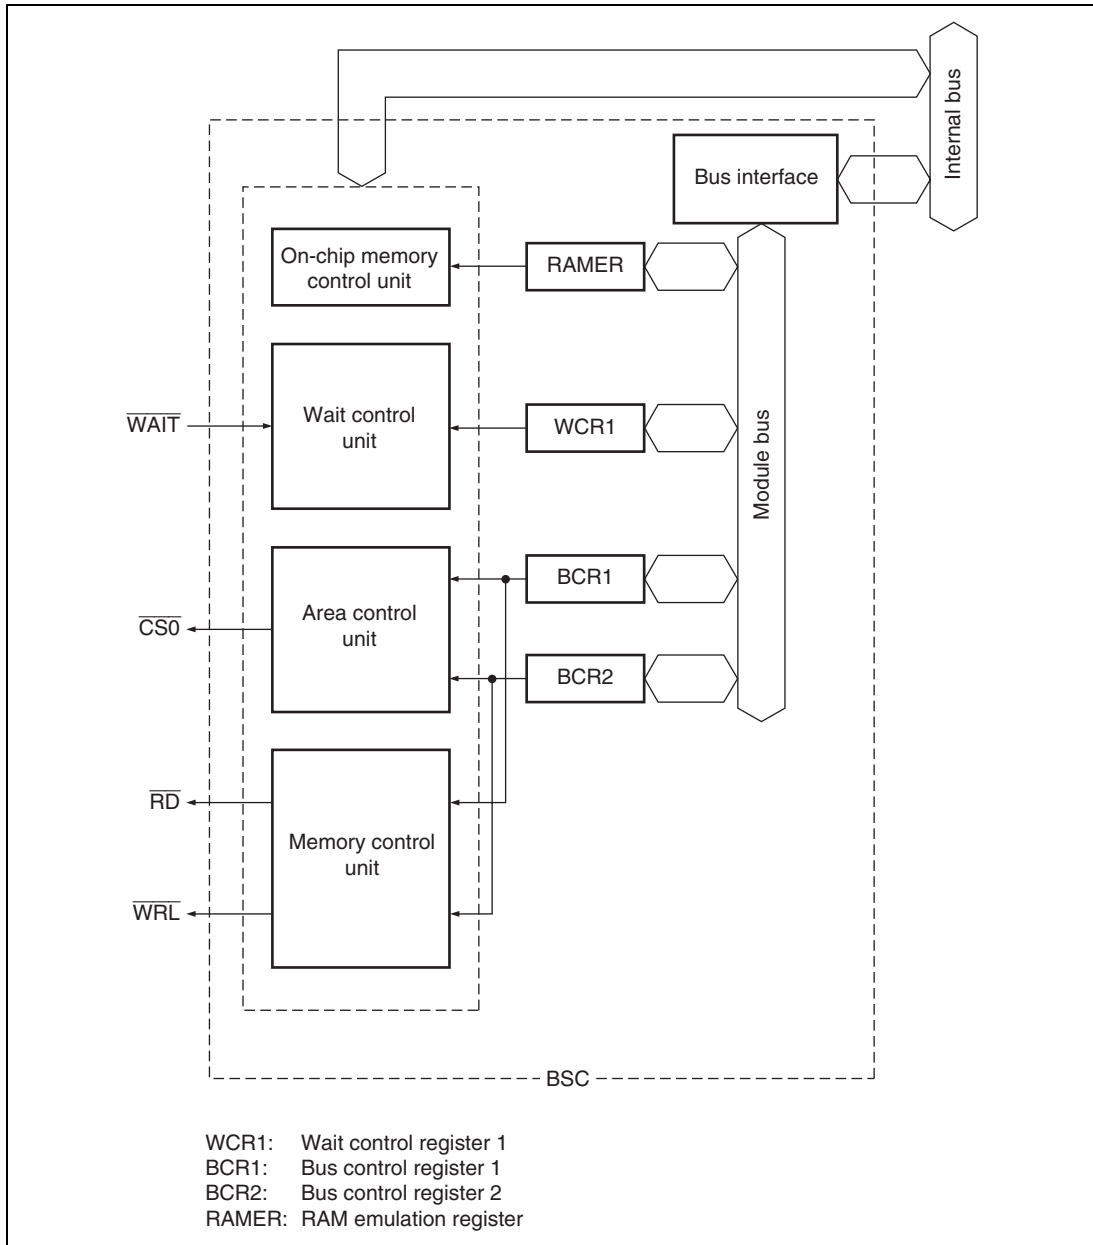 Internal bus
Bus interface
On-chip memory
control unit
RAMER
WAIT
Wait control
unit
WCR1
Module bus
BCR1
CS0
Area control
unit
BCR2
RD
Memory control
unit
WRL
BSC
WCR1: Wait control register 1
BCR1: Bus control register 1
BCR2: Bus control register 2
RAMER: RAM emulation register